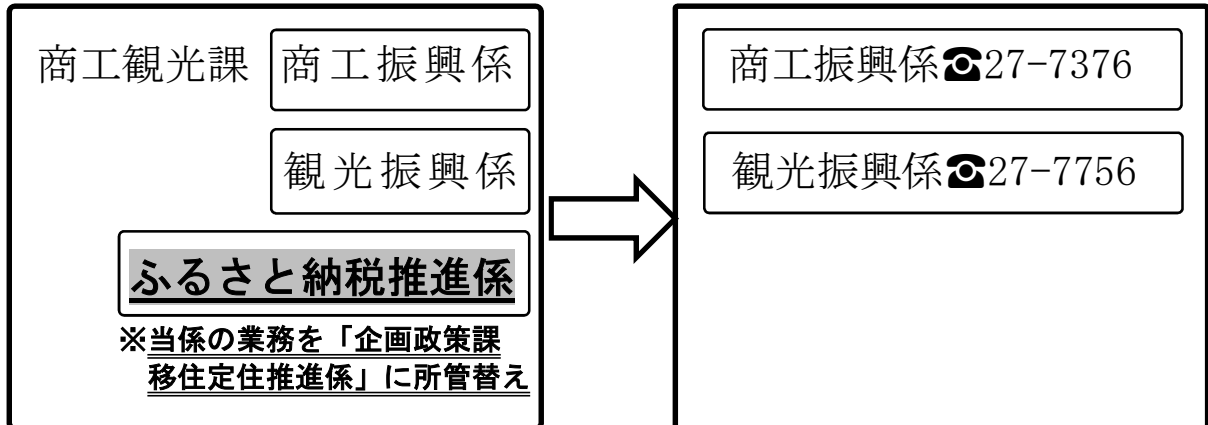 商工観光課
商工振興係
観光振興係
ふるさと納税推進係
※当係の業務を「企画政策課
移住定住推進係」に所管替え
商工振興係☎27-7376
観光振興係☎27-7756